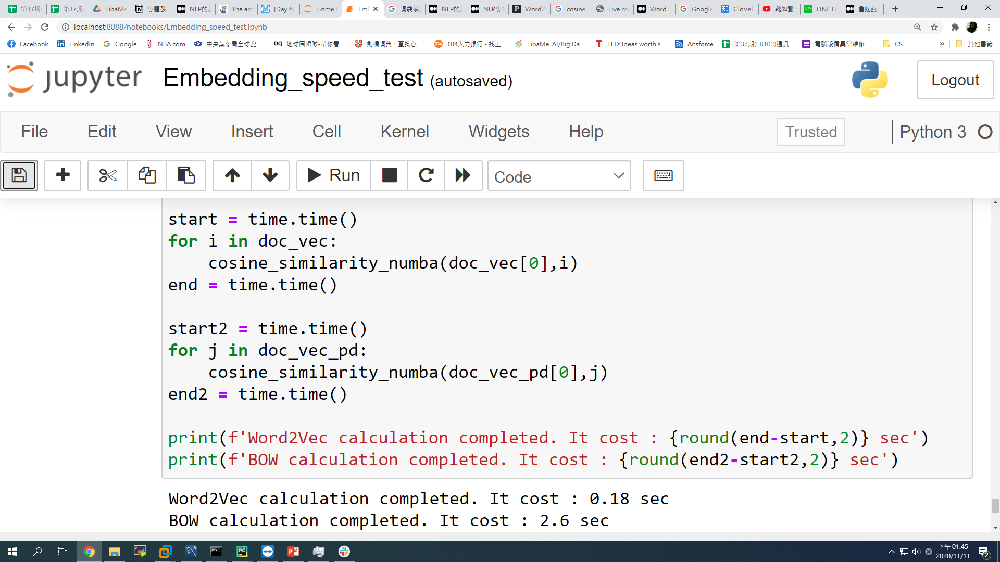 第37期(
第37期(
TibaMe
專題發
NLP的
The am
[Day 6]
Home
Em
詞袋模
NLP的
NLP專
Word2
cosine
Five m
Word E
Google
GloVe
魏如萱
LINE D
魯蛇變
localhost:8888/notebooks/Embedding_speed_test.ipynb
Facebook
LinkedIn
Google
NBA.com
中央氣象局全球資...
DQ 地球圖輯隊-帶你看...
劍橋詞典：查找意...
104人力銀行 - 找工...
TibaMe_AI/Big Da...
TED: Ideas worth s...
Ansforce
第37期(EB103)通訊...
電腦設備異常維修...
CS
»
其他書籤
jupyter
Embedding_speed_test (autosaved)
Logout
File
Edit
View
Insert
Cell
Kernel
Widgets
Help
Trusted
Python 3
Run
Code
start = time.time()
for i in doc_vec:
    cosine_similarity_numba(doc_vec[0],i)
end = time.time()
start2 = time.time()
for j in doc_vec_pd:
    cosine_similarity_numba(doc_vec_pd[0],j)
end2 = time.time()
print(f'Word2Vec calculation completed. It cost : {round(end-start,2)} sec')
print(f'BOW calculation completed. It cost : {round(end2-start2,2)} sec')
Word2Vec calculation completed. It cost : 0.18 sec
BOW calculation completed. It cost : 2.6 sec
下午 01:45
2020/11/11
2